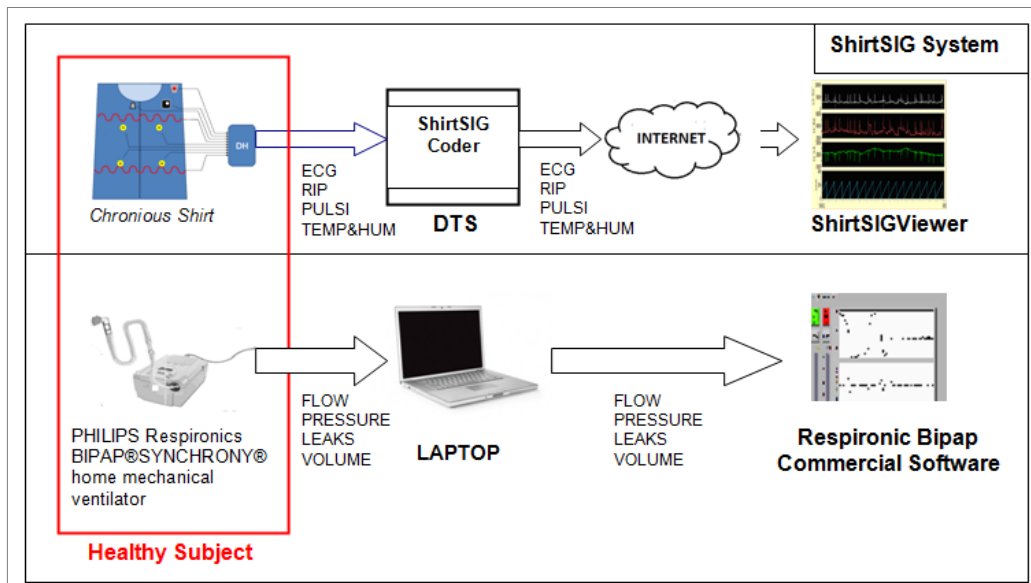 ShirtSIG System
DH
Chronious Shirt
ECG
RIP
PULSI
TEMP&HUM
ShirtSIG
Coder
DTS
ECG
RIP
PULSI
TEMP&HUM
INTERNET
ShirtSIGViewer
PHILIPS Respironics
BIPAP®SYNCHRONY®
home mechanical
ventilator
FLOW
PRESSURE
LEAKS
VOLUME
LAPTOP
FLOW
PRESSURE
LEAKS
VOLUME
Respironic Bipap
Commercial Software
Healthy Subject